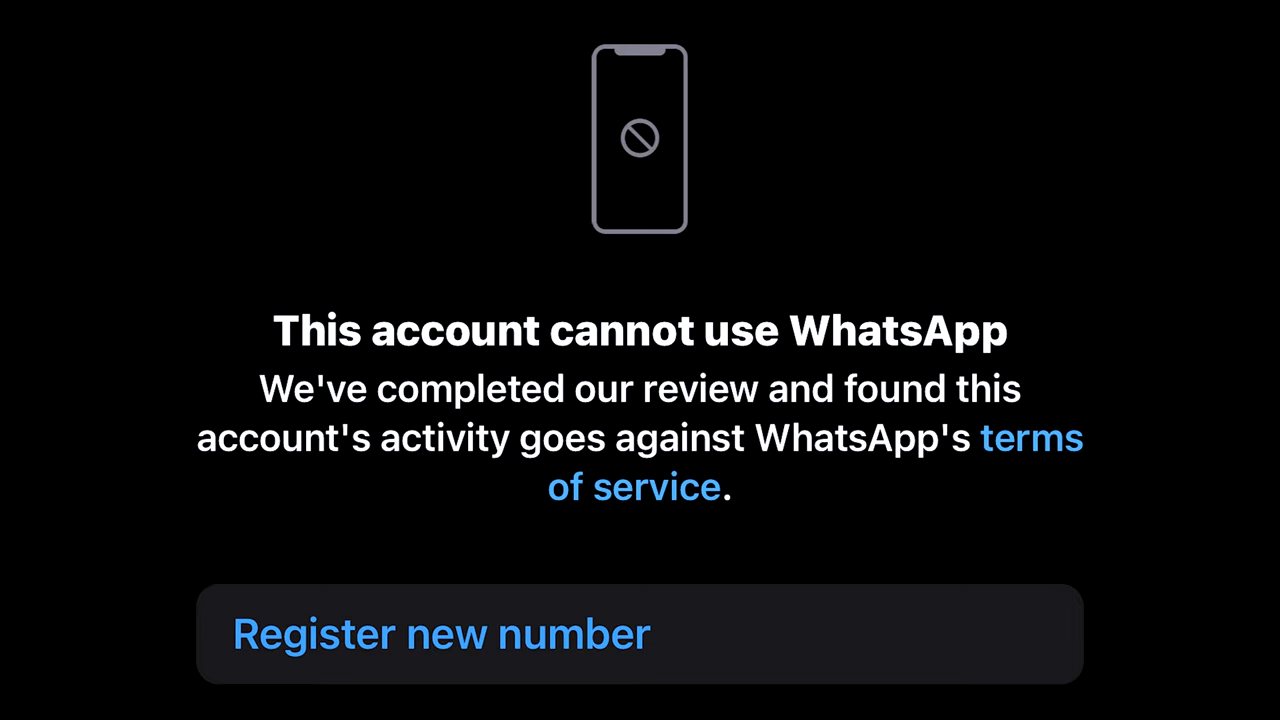 This account cannot use WhatsApp
We've completed our review and found this
account's activity goes against WhatsApp's terms
of service.
Register new number